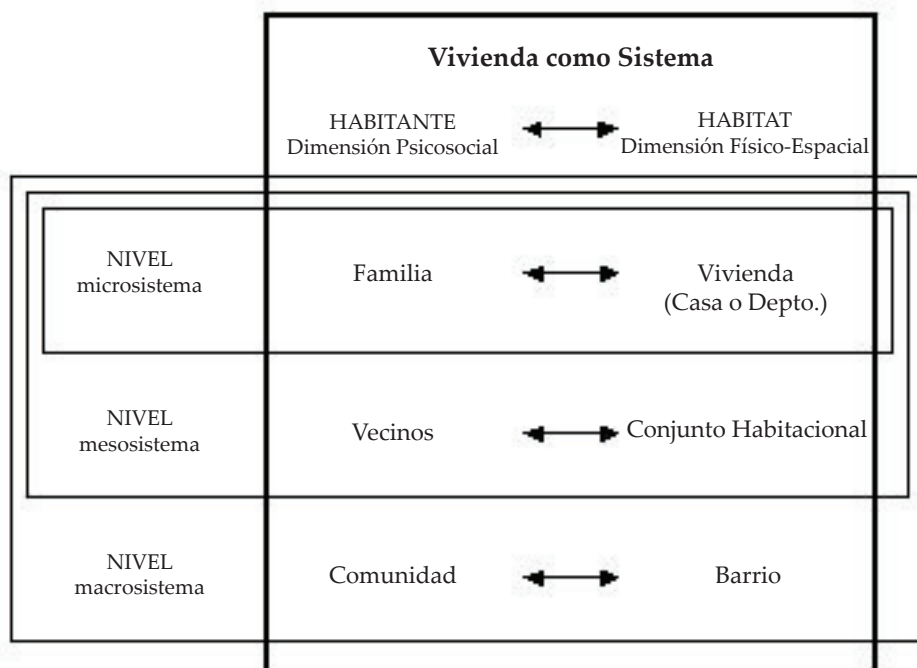 Vivienda como Sistema
HABITANTE
Dimensión Psicosocial
HABITAT
Dimensión Físico-Espacial
NIVEL
microsistema
Familia
Vivienda
(Casa o Depto.)
NIVEL
mesosistema
Vecinos
Conjunto Habitacional
NIVEL
macrosistema
Comunidad
Barrio